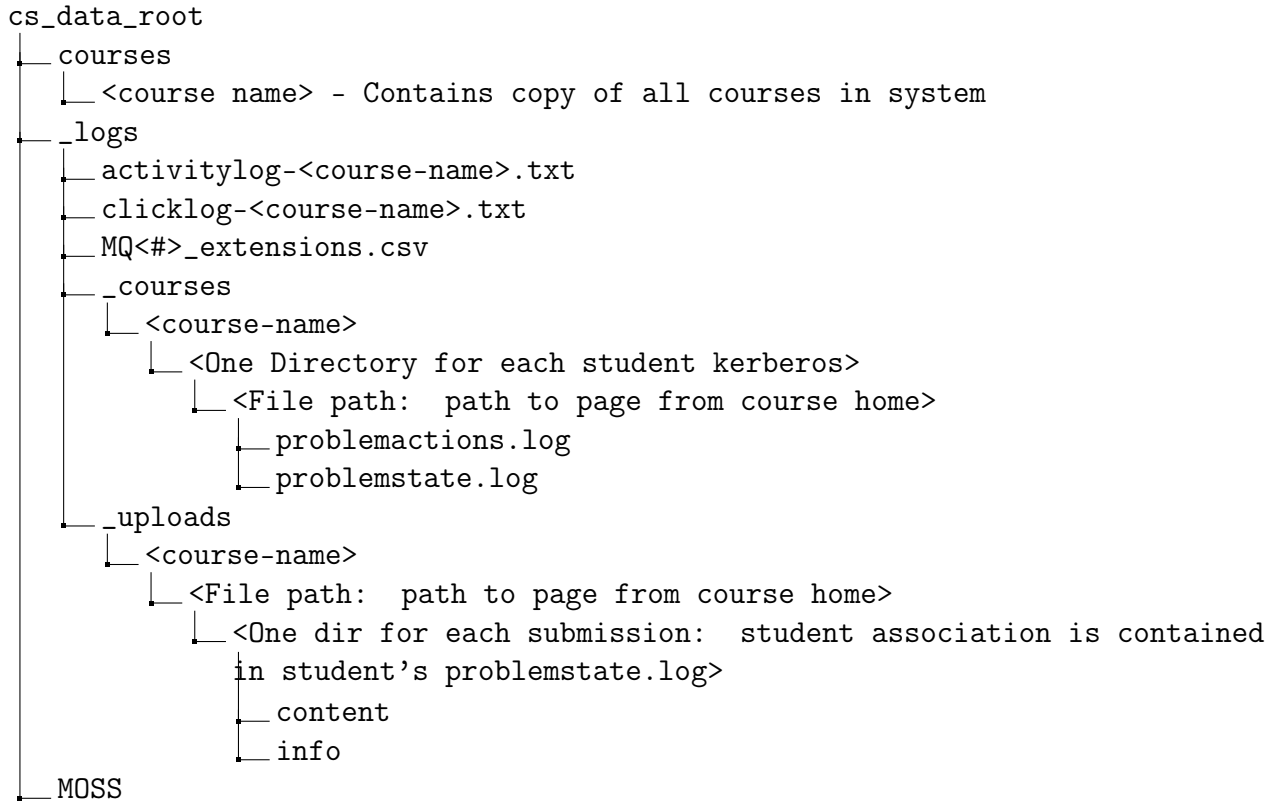 cs_data_root
courses
<course name> - Contains copy of all courses in system
_logs
activitylog-<course-name>.txt
clicklog-<course-name>.txt
MQ<#>_extensions.csv
_courses
<course-name>
<One Directory for each student kerberos>
<File path: path to page from course home>
problemactions.log
problemstate.log
_uploads
<course-name>
<File path: path to page from course home>
<One dir for each submission: student association is contained
in student's problemstate.log>
content
info
MOSS